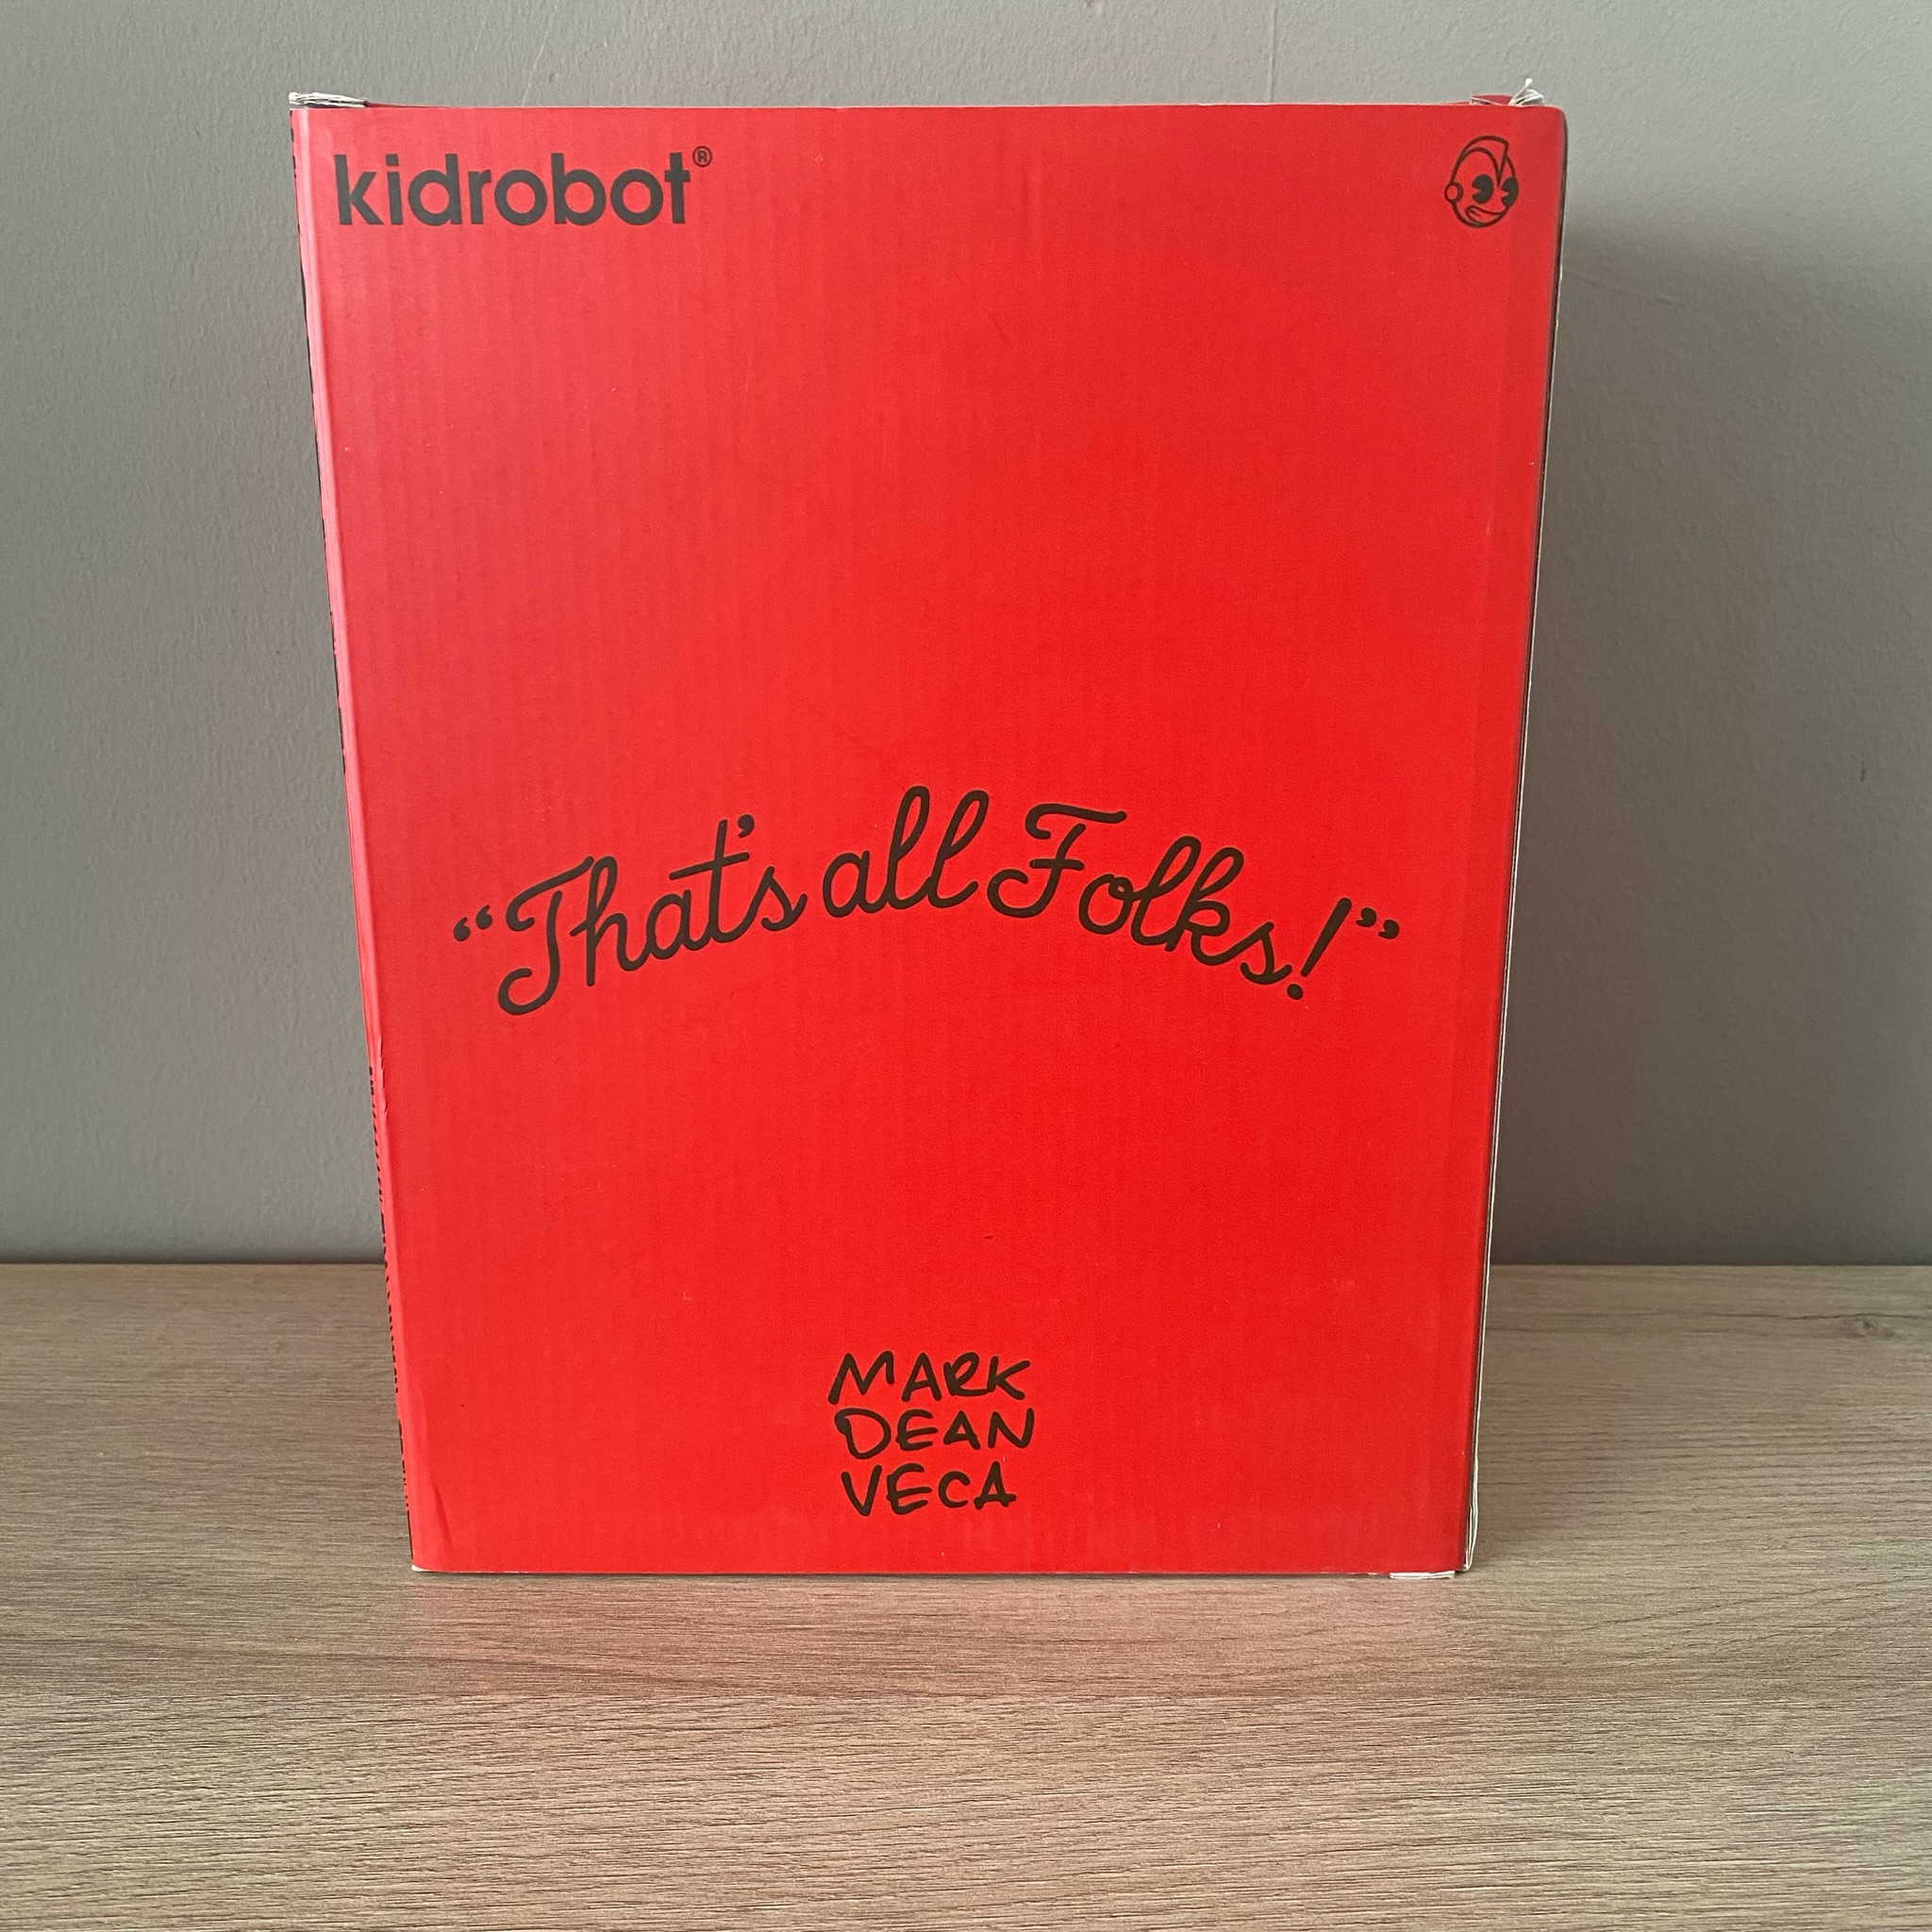 kidrobot®
“That's all Folks!”
MARK
DEAN
VECA